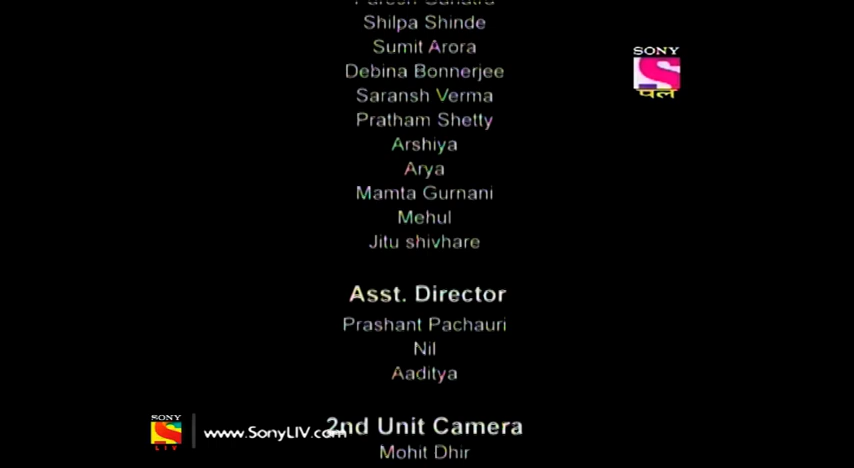 Shilpa Shinde
Sumit Arora
Debina Bonnerjee
Saransh Verma
Pratham Shetty
Arshiya
Arya
Mamta Gurnani
Mehul
Jitu shivhare
SONY
पल
Asst. Director
Prashant Pachauri
Nil
Aaditya
2nd Unit Camera
Mohit Dhir
SONY
LIV
www.SonyLIV.com